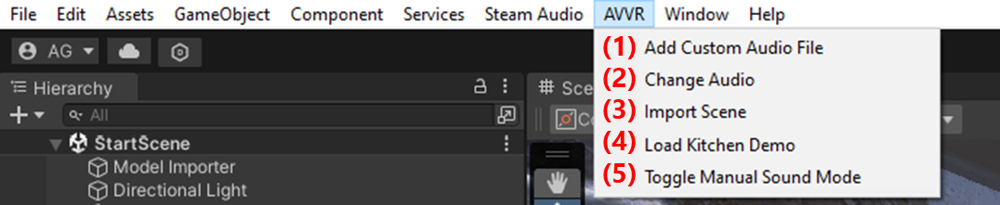 File Edit Assets GameObject Component Services Steam Audio AVVR Window Help
AG
(1) Add Custom Audio File
(2) Change Audio
(3) Import Scene
(4) Load Kitchen Demo
(5) Toggle Manual Sound Mode
Hierarchy
All
StartScene
Model Importer
Directional Light
Sce
Co